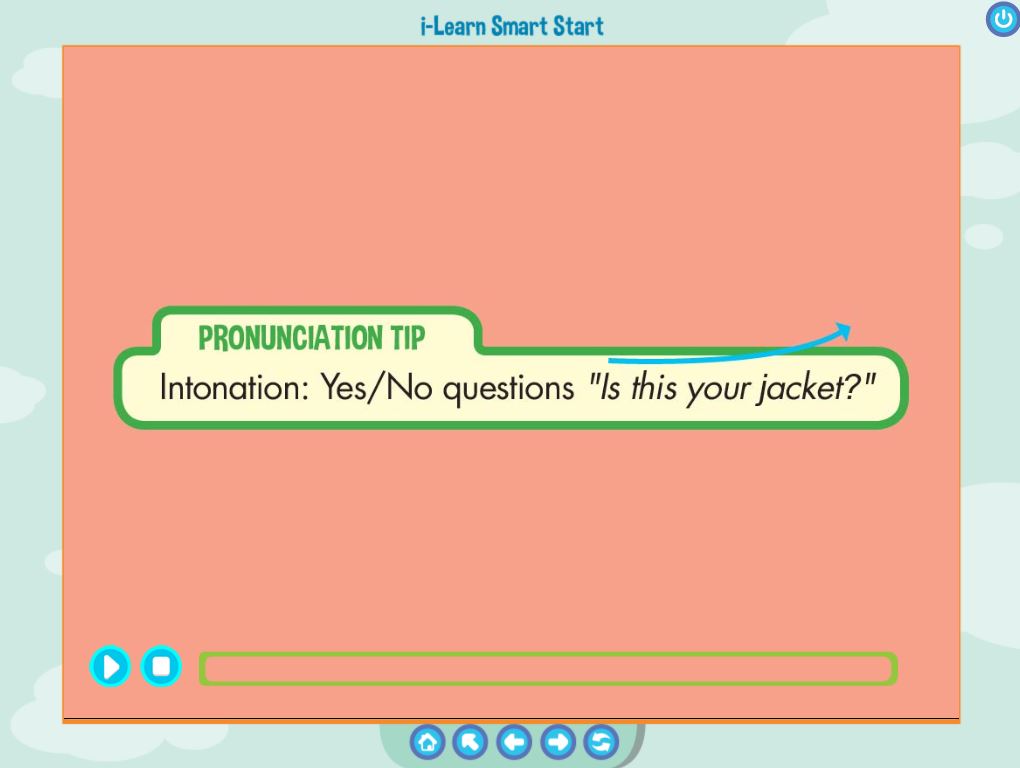 i-Learn Smart Start
PRONUNCIATION TIP
Intonation: Yes/No questions "Is this your jacket?"